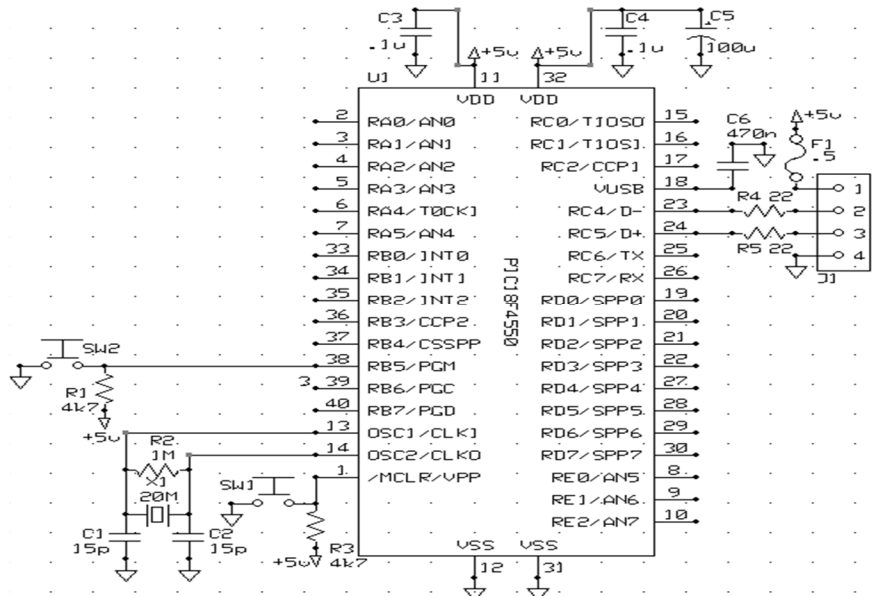 C3
.1u
+5v
+5v
C4
.1u
C5
100u
U1
11
32
VDD
VDD
2 RA0/AN0
3 RA1/AN1
4 RA2/AN2
5 RA3/AN3
6 RA4/T0CKI
7 RA5/AN4
33 RB0/INT0
34 RB1/INT1
35 RB2/INT2
36 RB3/CCP2
37 RB4/CSSPP
38 RB5/PGM
3 39 RB6/PGC
40 RB7/PGD
13 OSC1/CLKI
14 OSC2/CLKO
1 /MCLR/VPP
PIC18F4550
RC0/T1OSO 15
RC1/T1OSI 16
RC2/CCP1 17
VUSB 18
RC4/D- 23
RC5/D+ 24
RC6/TX 25
RC7/RX 26
RD0/SPP0 19
RD1/SPP1 20
RD2/SPP2 21
RD3/SPP3 22
RD4/SPP4 27
RD5/SPP5 28
RD6/SPP6 29
RD7/SPP7 30
RE0/AN5 8
RE1/AN6 9
RE2/AN7 10
VSS
VSS
12
31
C6
470n
+5v
F1
.5
R4 22
R5 22
1
2
3
4
J1
SW2
R1
4k7
+5v
R2
1M
X1
20M
C1
15p
C2
15p
SW1
R3
4k7
+5v